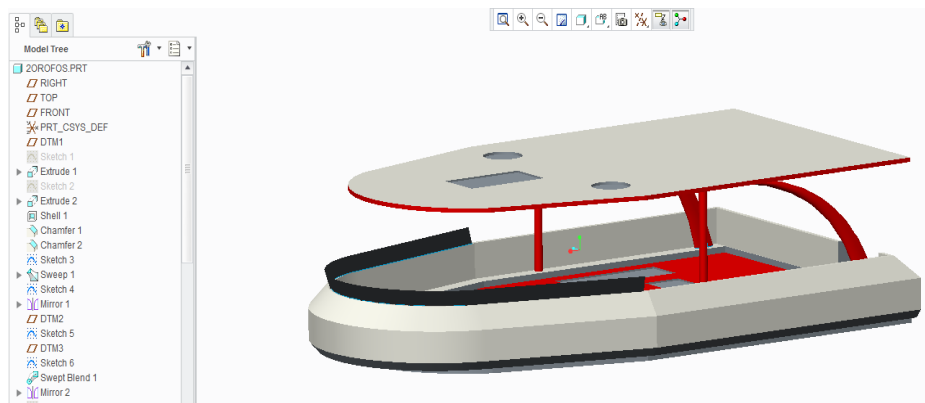 Model Tree
2OROFOS.PRT
RIGHT
TOP
FRONT
PRT_CSYS_DEF
DTM1
Sketch 1
Extrude 1
Sketch 2
Extrude 2
Shell 1
Chamfer 1
Chamfer 2
Sketch 3
Sweep 1
Sketch 4
Mirror 1
DTM2
Sketch 5
DTM3
Sketch 6
Swept Blend 1
Mirror 2